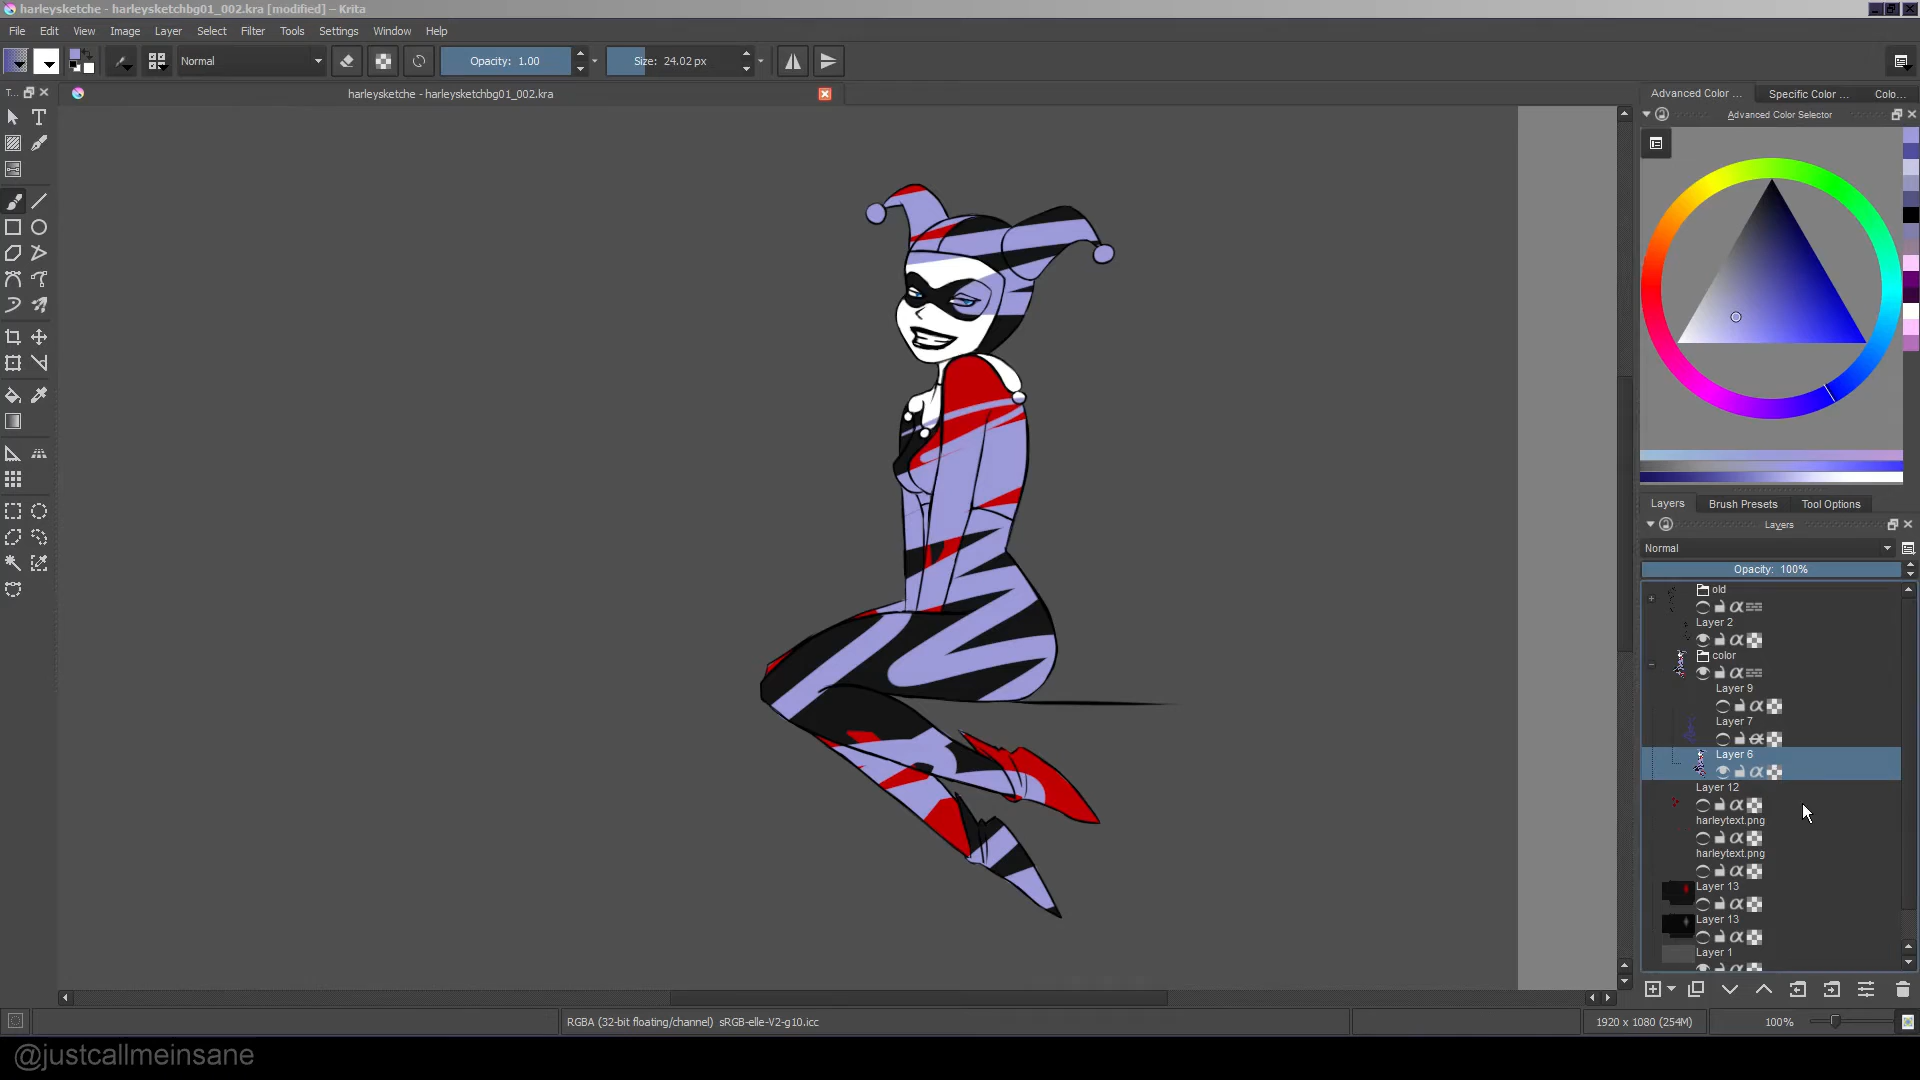 harleysketche - harleysketchbg01_002.kra [modified] – Krita
File Edit View Image Layer Select Filter Tools Settings Window Help
Normal Opacity: 1.00 Size: 24.02 px
T...
harleysketche - harleysketchbg01_002.kra
Advanced Color ... Specific Color ... Colo...
Advanced Color Selector
Layers Brush Presets Tool Options
Layers
Normal
Opacity: 100%
old
Layer 2
color
Layer 9
Layer 7
Layer 6
Layer 12
harleytext.png
harleytext.png
Layer 13
Layer 13
Layer 1
RGBA (32-bit floating/channel) sRGB-elle-V2-g10.icc 1920 x 1080 (254M) 100%
@justcallmeinsane